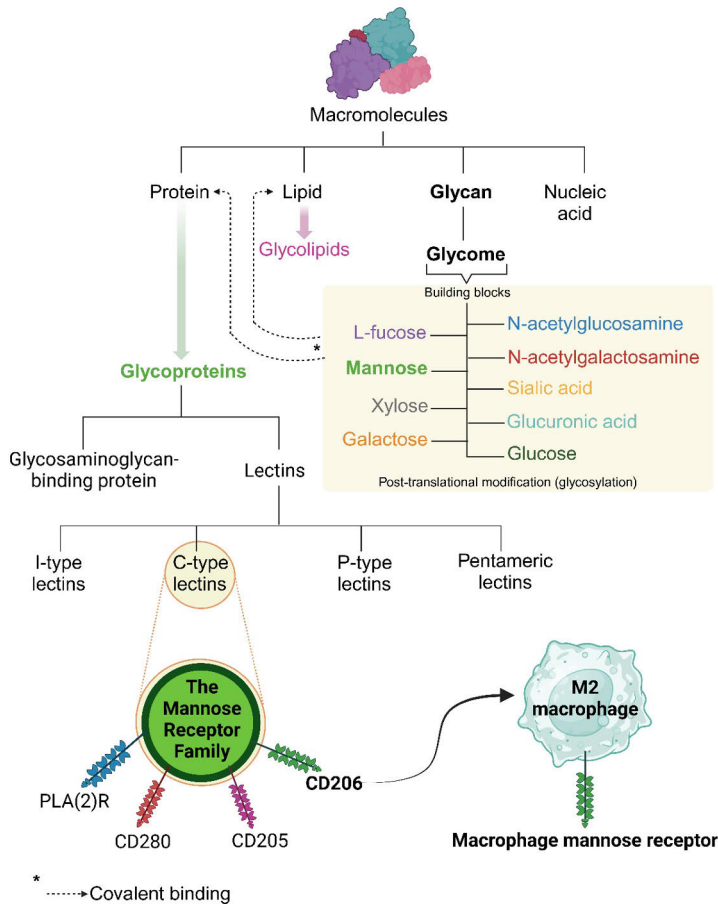 Macromolecules
Protein
Lipid
Glycan
Nucleic
acid
Glycolipids
Glycome
Building blocks
L-fucose
N-acetylglucosamine
*
Mannose
N-acetylgalactosamine
Glycoproteins
Sialic acid
Xylose
Glucuronic acid
Galactose
Glucose
Post-translational modification (glycosylation)
Glycosaminoglycan-
binding protein
Lectins
I-type
lectins
C-type
lectins
P-type
lectins
Pentameric
lectins
The
Mannose
Receptor
Family
M2
macrophage
PLA(2)R
CD280
CD205
CD206
Macrophage mannose receptor
*
Covalent binding